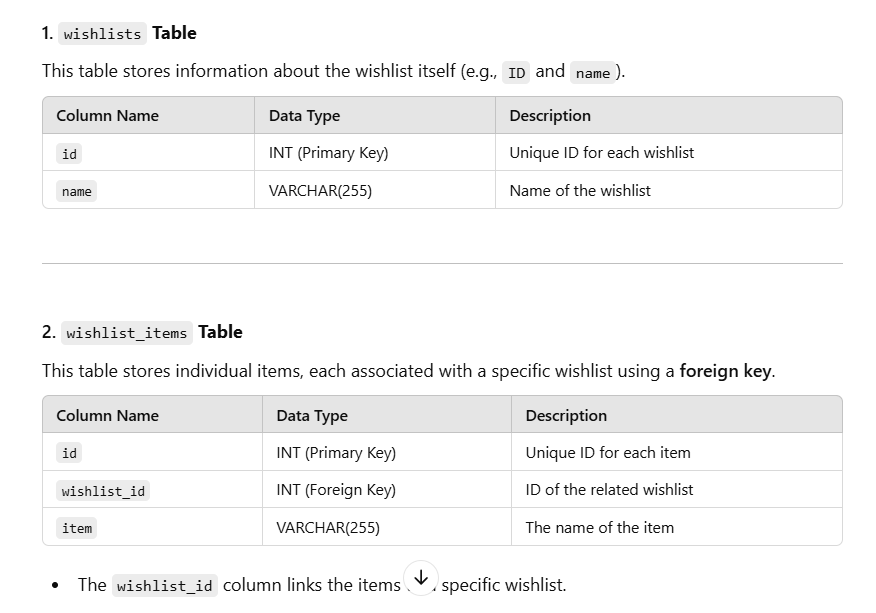 1. wishlists Table
This table stores information about the wishlist itself (e.g., ID and name).
Column Name Data Type Description
id INT (Primary Key) Unique ID for each wishlist
name VARCHAR(255) Name of the wishlist
2. wishlist_items Table
This table stores individual items, each associated with a specific wishlist using a foreign key.
Column Name Data Type Description
id INT (Primary Key) Unique ID for each item
wishlist_id INT (Foreign Key) ID of the related wishlist
item VARCHAR(255) The name of the item
• The wishlist_id column links the items specific wishlist.